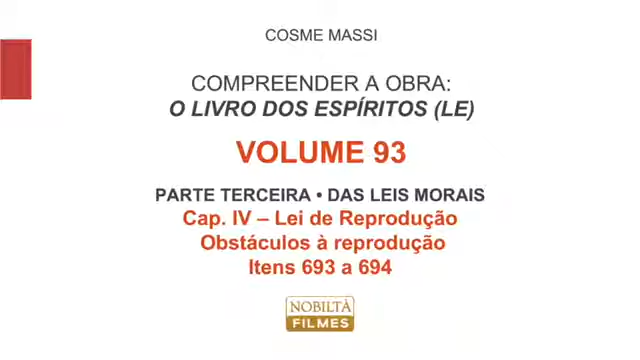 COSME MASSI
COMPREENDER A OBRA:
O LIVRO DOS ESPÍRITOS (LE)
VOLUME 93
PARTE TERCEIRA • DAS LEIS MORAIS
Cap. IV – Lei de Reprodução
Obstáculos à reprodução
Itens 693 a 694
NOBILTÀ
FILMES